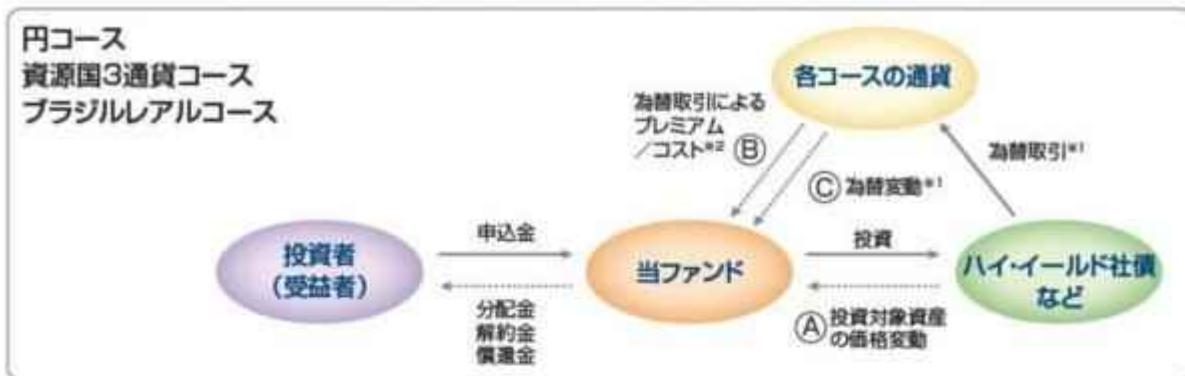 円コース
資源国3通貨コース
ブラジルレアルコース
各コースの通貨
為替取引による
プレミアム
／コスト※2 Ⓑ
Ⓒ 為替変動※1
為替取引※1
投資者
（受益者）
申込金
分配金
解約金
償還金
当ファンド
投資
Ⓐ 投資対象資産
の価格変動
ハイ・イールド社債
など